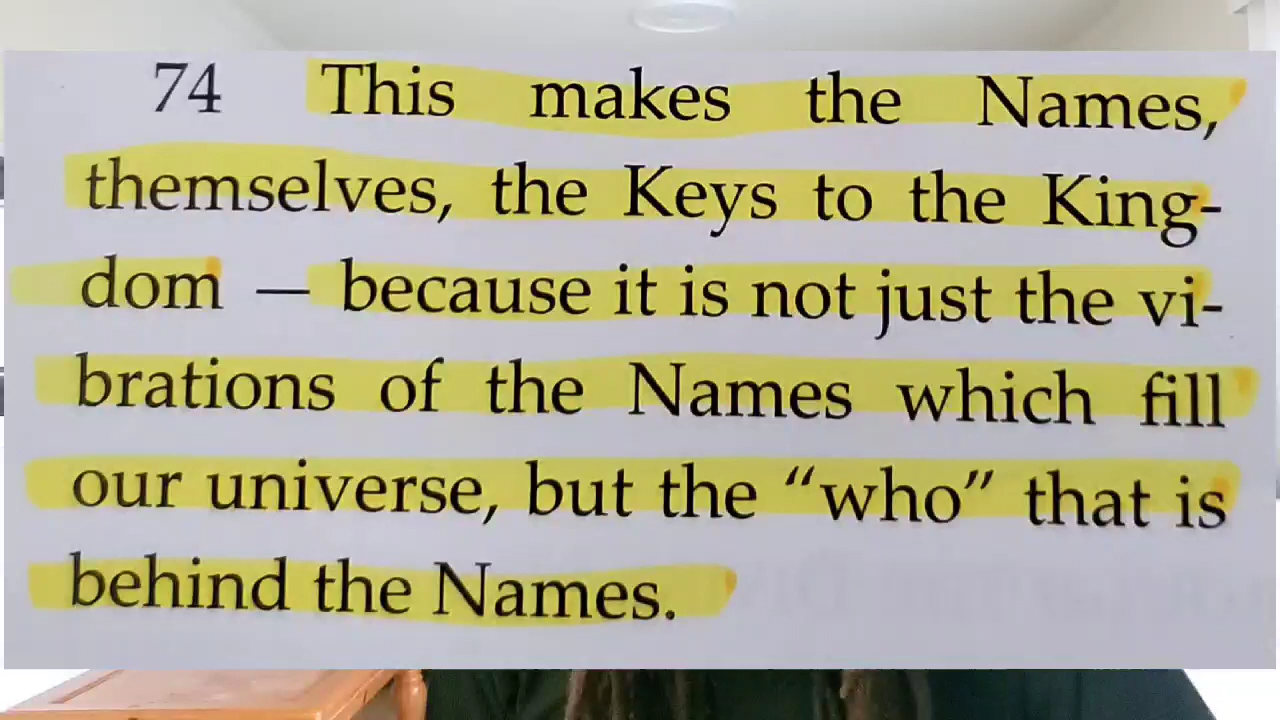 74 This makes the Names,
themselves, the Keys to the King-
dom — because it is not just the vi-
brations of the Names which fill
our universe, but the “who” that is
behind the Names.